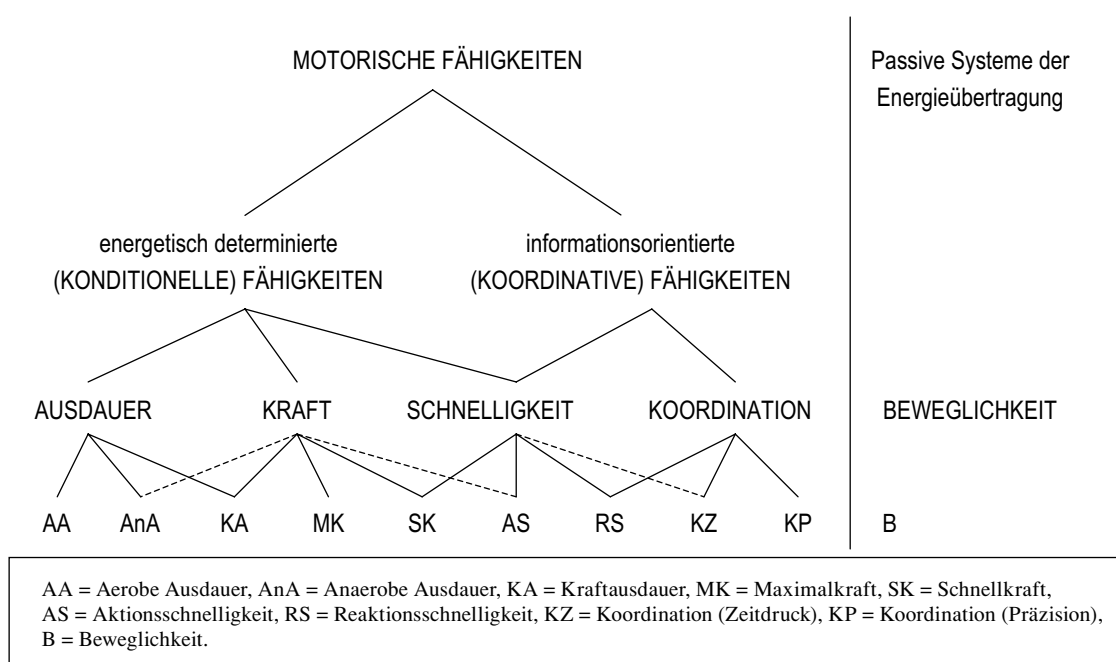 MOTORISCHE FÄHIGKEITEN
Passive Systeme der
Energieübertragung
energetisch determinierte
(KONDITIONELLE) FÄHIGKEITEN
informationsorientierte
(KOORDINATIVE) FÄHIGKEITEN
AUSDAUER KRAFT SCHNELLIGKEIT KOORDINATION BEWEGLICHKEIT
AA AnA KA MK SK AS RS KZ KP B
AA = Aerobe Ausdauer, AnA = Anaerobe Ausdauer, KA = Kraftausdauer, MK = Maximalkraft, SK = Schnellkraft,
AS = Aktionsschnelligkeit, RS = Reaktionsschnelligkeit, KZ = Koordination (Zeitdruck), KP = Koordination (Präzision),
B = Beweglichkeit.